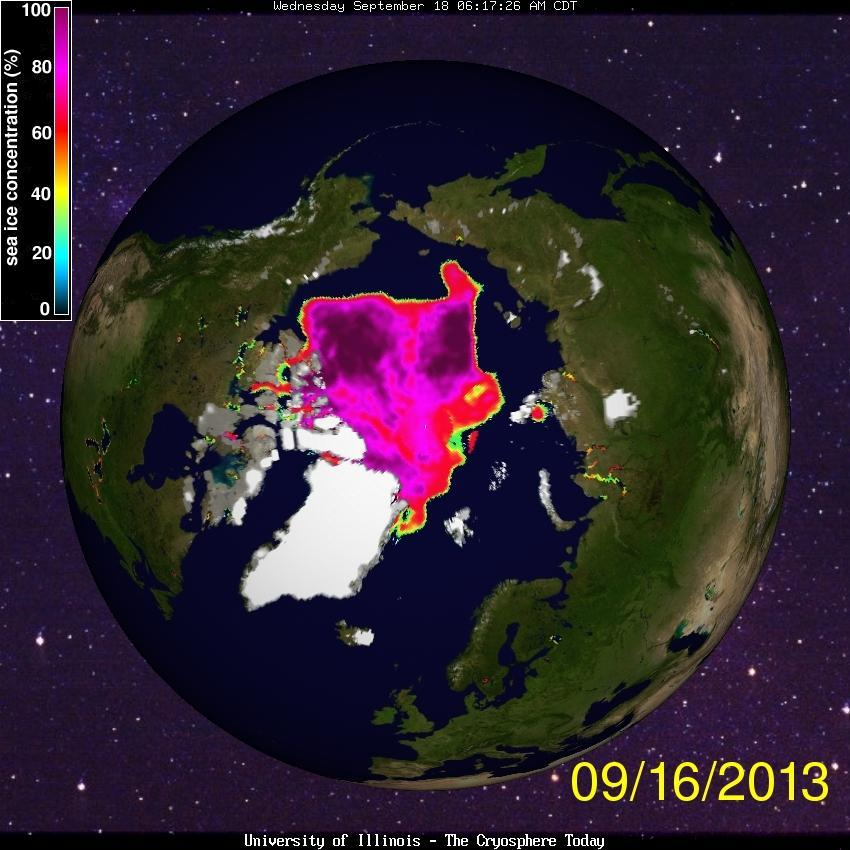 Wednesday September 18 06:17:26 AM CDT
100
80
60
40
20
0
sea ice concentration (%)
09/16/2013
University of Illinois - The Cryosphere Today